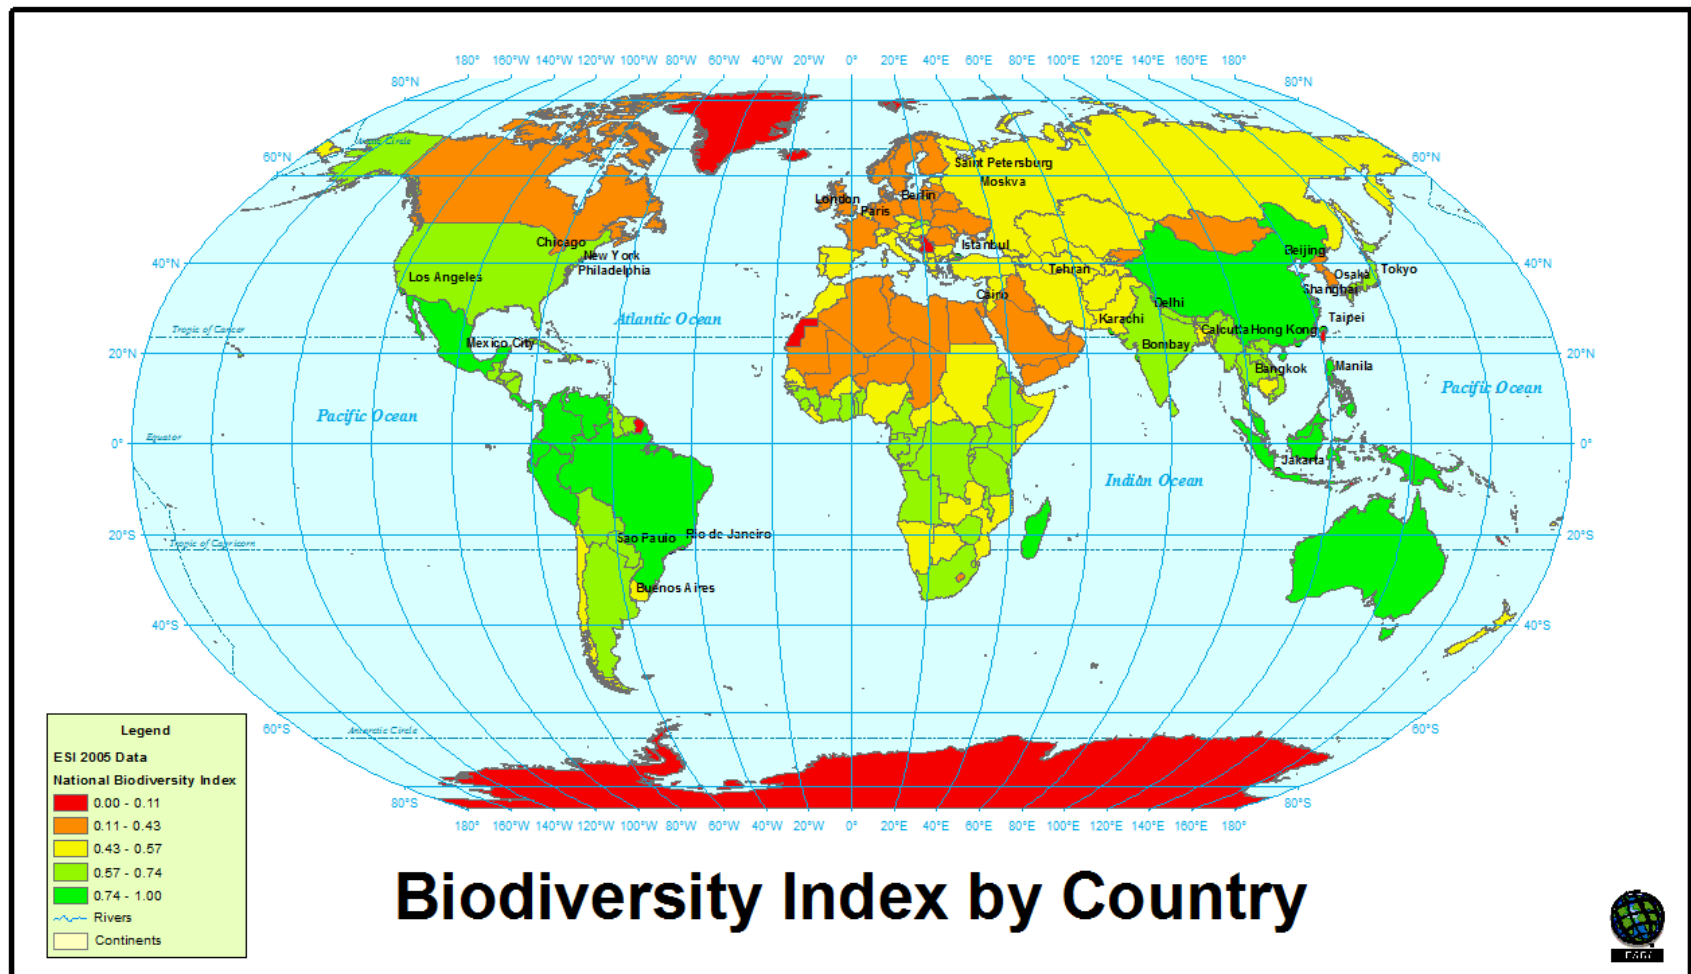 180° 160°W 140°W 120°W 100°W 80°W 60°W 40°W 20°W 0° 20°E 40°E 60°E 80°E 100°E 120°E 140°E 160°E 180°
80°N 80°N
Arctic Circle
60°N 60°N
Saint Petersburg
Moskva
London Berlin
Paris
Chicago Istanbul Beijing
New York
Philadelphia
40°N 40°N
Los Angeles Tehran Osaka Tokyo
Cairo Shanghai
Delhi
Atlantic Ocean Karachi Taipei
Tropic of Cancer Calcutta Hong Kong
Mexico City Bombay
20°N 20°N
Bangkok Manila
Pacific Ocean Pacific Ocean
Equator
0° 0°
Jakarta
Indian Ocean
20°S 20°S
Rio de Janeiro
Tropic of Capricorn Sao Paulo
Buenos Aires
40°S 40°S
60°S 60°S
Antarctic Circle
80°S 80°S
180° 160°W 140°W 120°W 100°W 80°W 60°W 40°W 20°W 0° 20°E 40°E 60°E 80°E 100°E 120°E 140°E 160°E 180°
Legend
ESI 2005 Data
National Biodiversity Index
0.00 - 0.11
0.11 - 0.43
0.43 - 0.57
0.57 - 0.74
0.74 - 1.00
Rivers
Continents
Biodiversity Index by Country